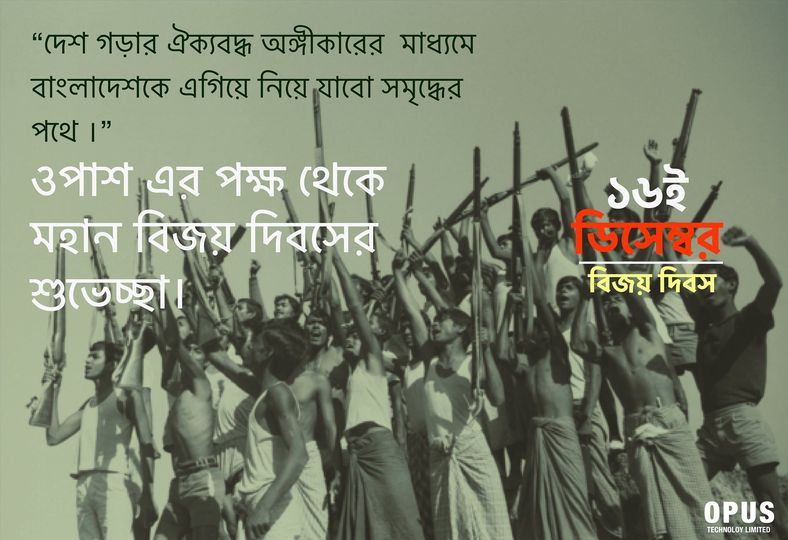 “দেশ গড়ার ঐক্যবদ্ধ অঙ্গীকারের মাধ্যমে
বাংলাদেশকে এগিয়ে নিয়ে যাবো সমৃদ্ধের
পথে ।”
ওপাশ এর পক্ষ থেকে
মহান বিজয় দিবসের
শুভেচ্ছা।
১৬ই
ডিসেম্বর
বিজয় দিবস
OPUS
TECHNOLOY LIMITED